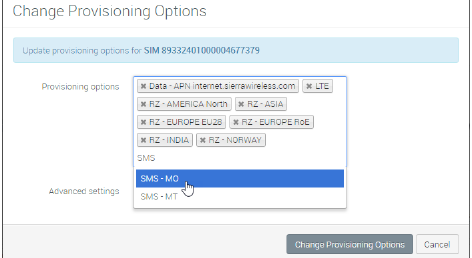 Change Provisioning Options
Update provisioning options for SIM 89332401000004677379
Provisioning options
× Data - APN internet.sierrawireless.com × LTE
× RZ - AMERICA North × RZ - ASIA
× RZ - EUROPE EU28 × RZ - EUROPE RoE
× RZ - INDIA × RZ - NORWAY
SMS
SMS - MO
Advanced settings
SMS - MT
Change Provisioning Options Cancel